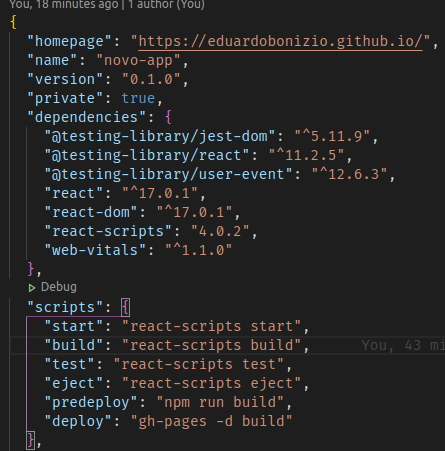 You, 18 minutes ago | 1 author (You)
{
"homepage": "https://eduardobonizio.github.io/",
"name": "novo-app",
"version": "0.1.0",
"private": true,
"dependencies": {
"@testing-library/jest-dom": "^5.11.9",
"@testing-library/react": "^11.2.5",
"@testing-library/user-event": "^12.6.3",
"react": "^17.0.1",
"react-dom": "^17.0.1",
"react-scripts": "4.0.2",
"web-vitals": "^1.1.0"
},
Debug
"scripts": {
"start": "react-scripts start",
"build": "react-scripts build", You, 43 mi
"test": "react-scripts test",
"eject": "react-scripts eject",
"predeploy": "npm run build",
"deploy": "gh-pages -d build"
},